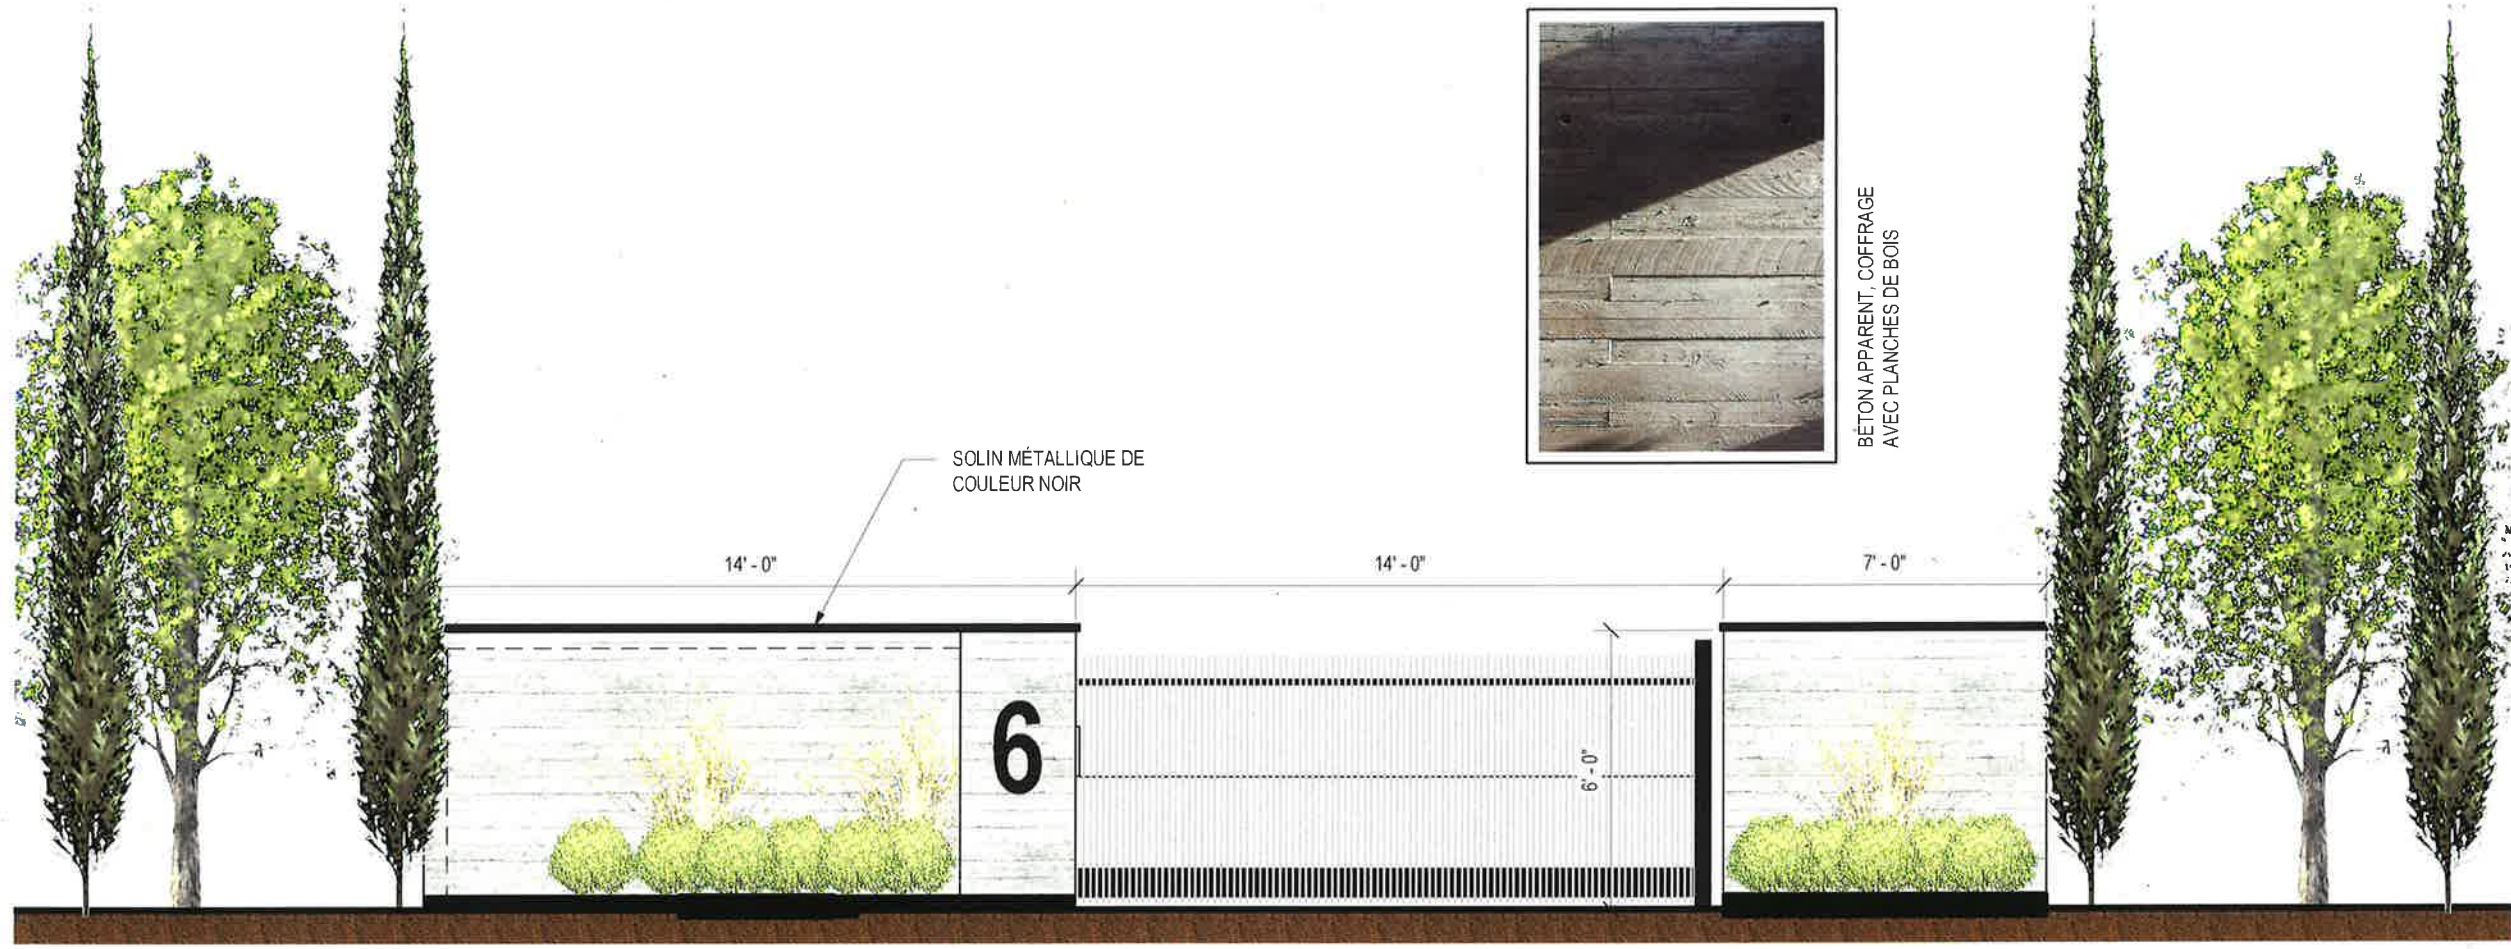 BÉTON APPARENT, COFFRAGE
AVEC PLANCHES DE BOIS
SOLIN MÉTALLIQUE DE
COULEUR NOIR
14' - 0"
14' - 0"
7' - 0"
6
6' - 0"